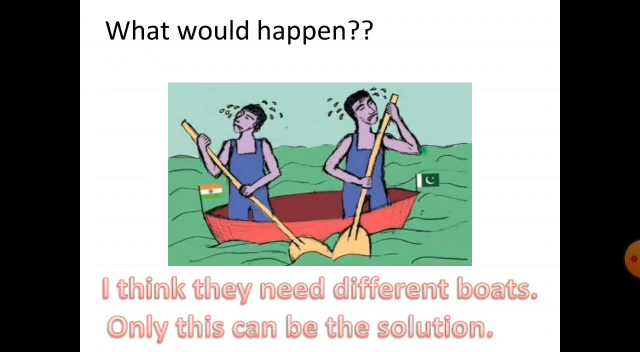 What would happen??
I think they need different boats.
Only this can be the solution.